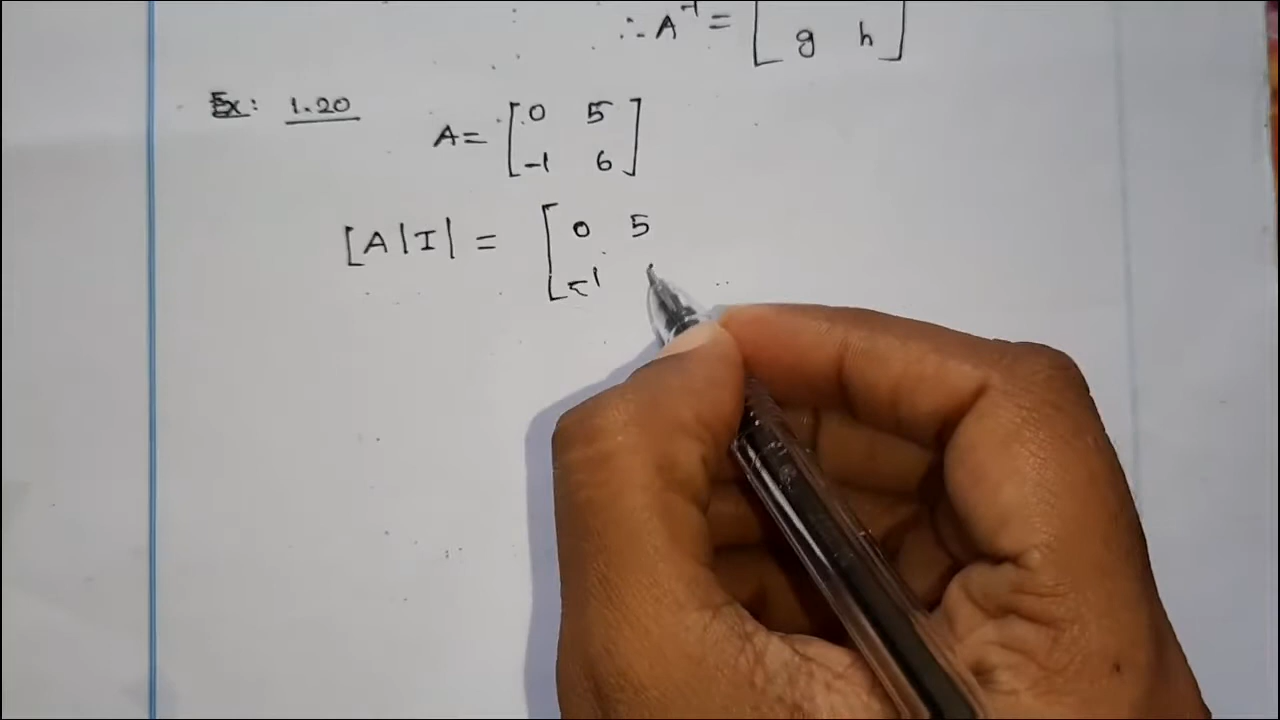 ∴ A⁻¹ = [
g h ]
Ex: 1.20
A = [ 0 5
-1 6 ]
[A|I| = [ 0 5
-1